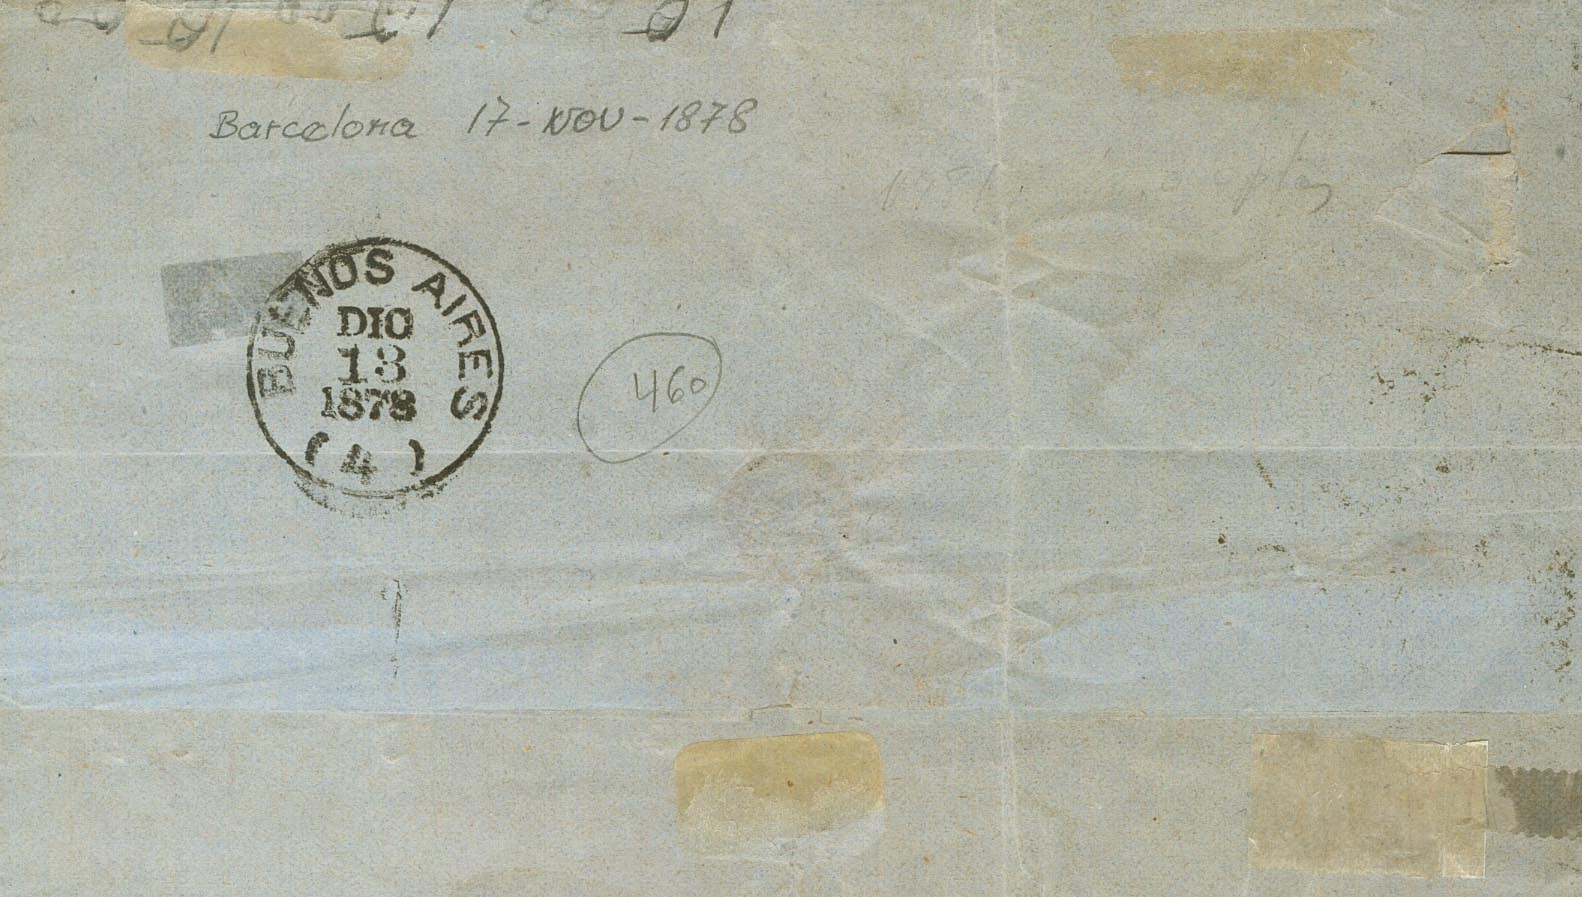 Barcelona 17-NOV-1878
BUENOS AIRES
DIC
13
1878
(4)
460